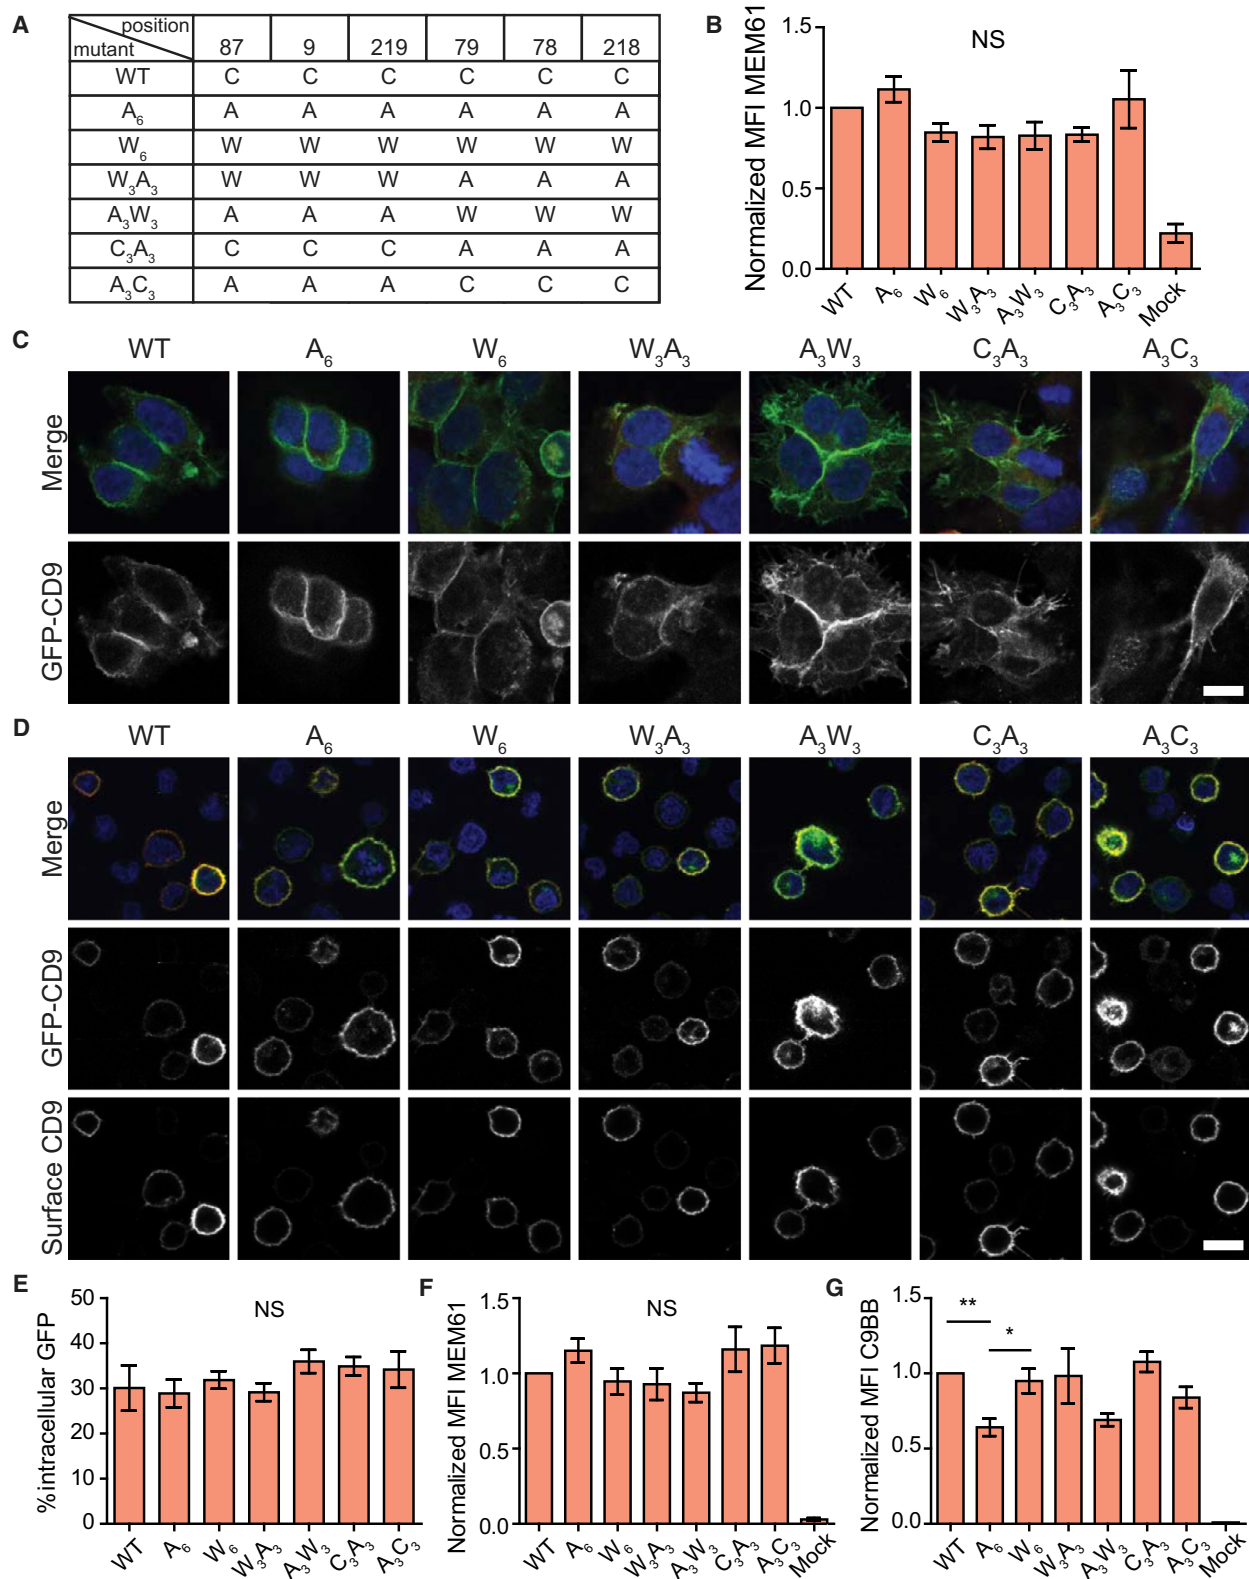 A
position
mutant 87 9 219 79 78 218
WT C C C C C C
A6 A A A A A A
W6 W W W W W W
W3A3 W W W A A A
A3W3 A A A W W W
C3A3 C C C A A A
A3C3 A A A C C C
B
NS
Normalized MFI MEM61
1.5
1.0
0.5
0.0
WT A6 W6 W3A3 A3W3 C3A3 A3C3 Mock
C
WT A6 W6 W3A3 A3W3 C3A3 A3C3
Merge
GFP-CD9
D
WT A6 W6 W3A3 A3W3 C3A3 A3C3
Merge
GFP-CD9
Surface CD9
E
NS
%intracellular GFP
50
40
30
20
10
0
WT A6 W6 W3A3 A3W3 C3A3 A3C3
F
NS
Normalized MFI MEM61
1.5
1.0
0.5
0.0
WT A6 W6 W3A3 A3W3 C3A3 A3C3 Mock
G
**
*
Normalized MFI C9BB
1.5
1.0
0.5
0.0
WT A6 W6 W3A3 A3W3 C3A3 A3C3 Mock